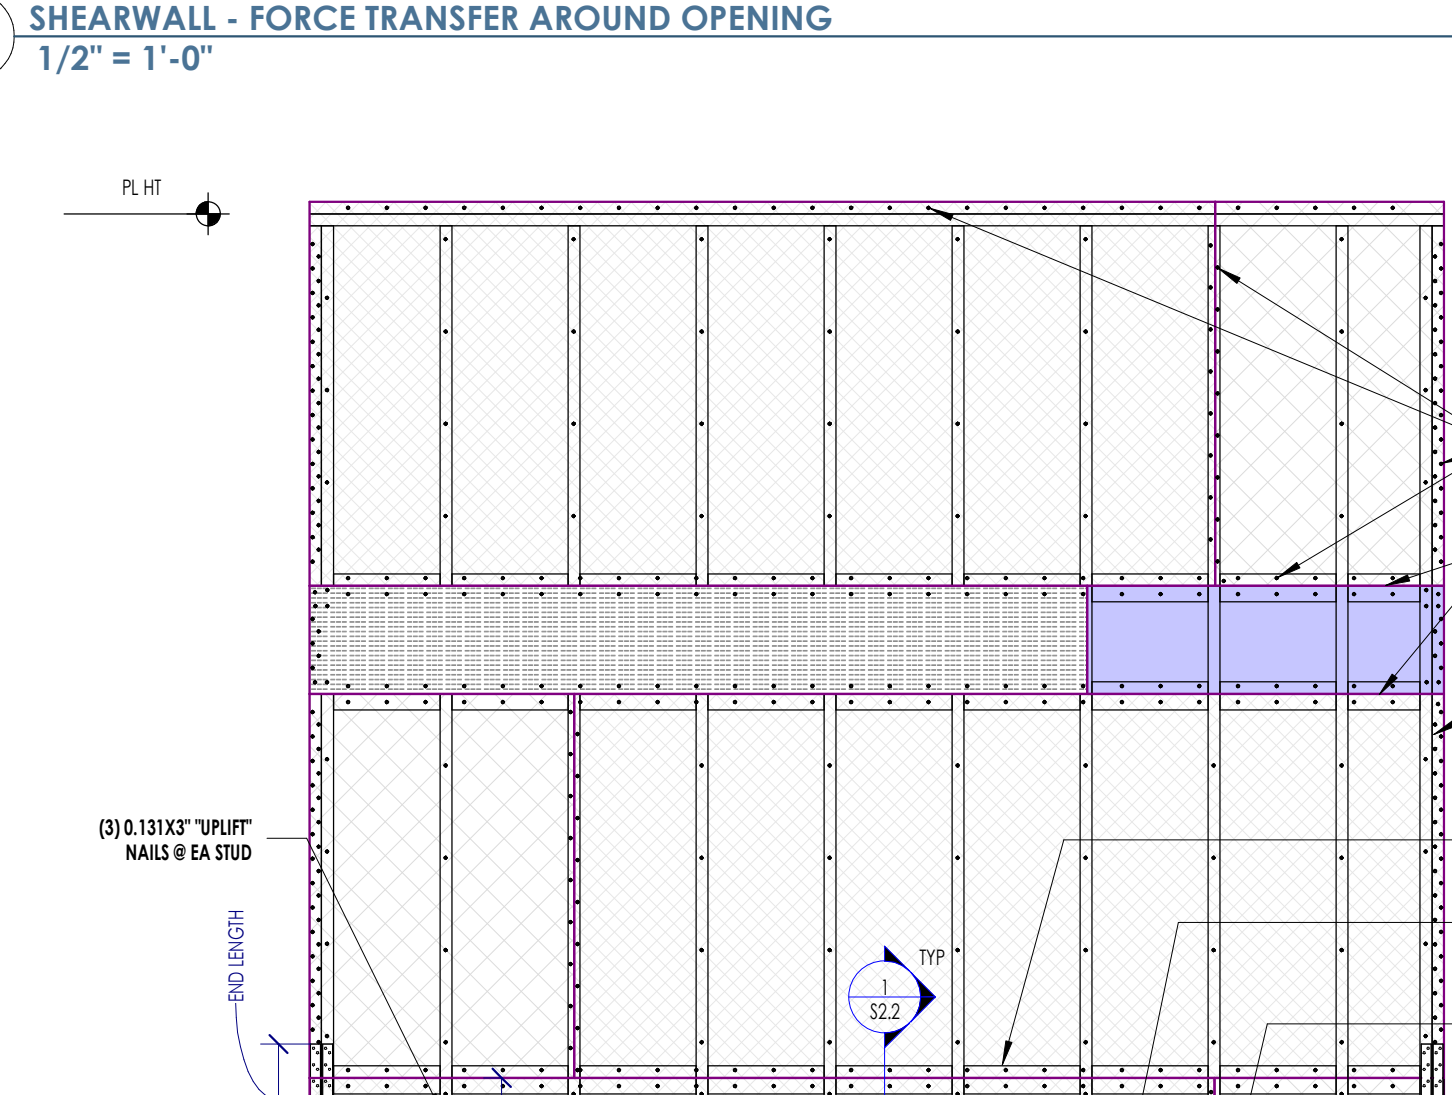 SHEARWALL - FORCE TRANSFER AROUND OPENING
1/2" = 1'-0"
PL HT
(3) 0.131X3" "UPLIFT"
NAILS @ EA STUD
END LENGTH
TYP
1
S2.2